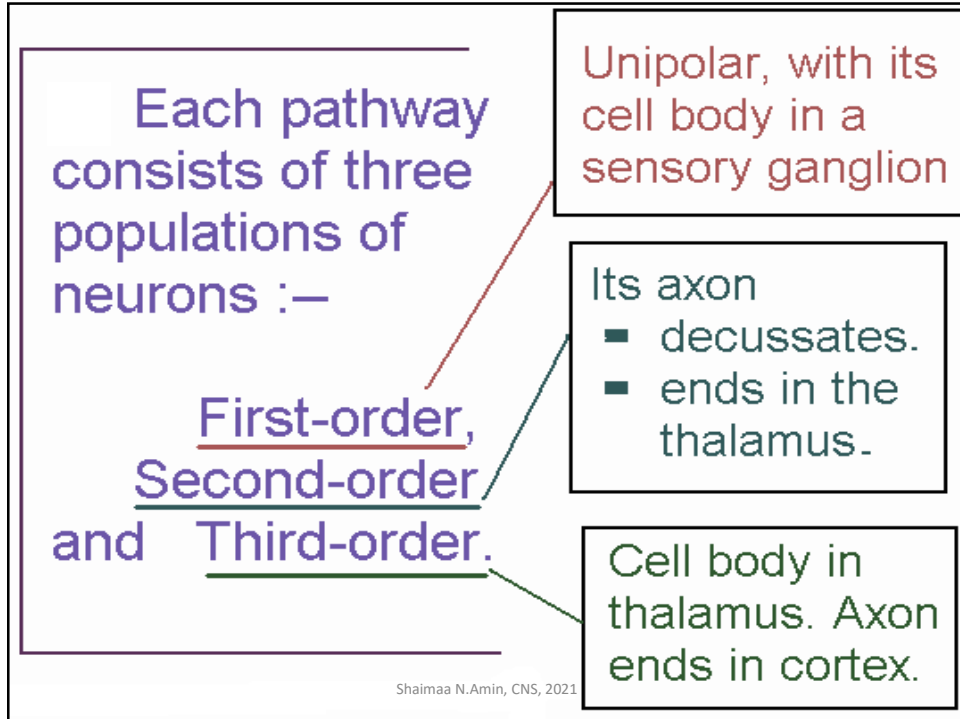 Each pathway
consists of three
populations of
neurons :–
First-order,
Second-order
and Third-order.
Unipolar, with its
cell body in a
sensory ganglion
Its axon
- decussates.
- ends in the
thalamus.
Cell body in
thalamus. Axon
ends in cortex.
Shaimaa N.Amin, CNS, 2021